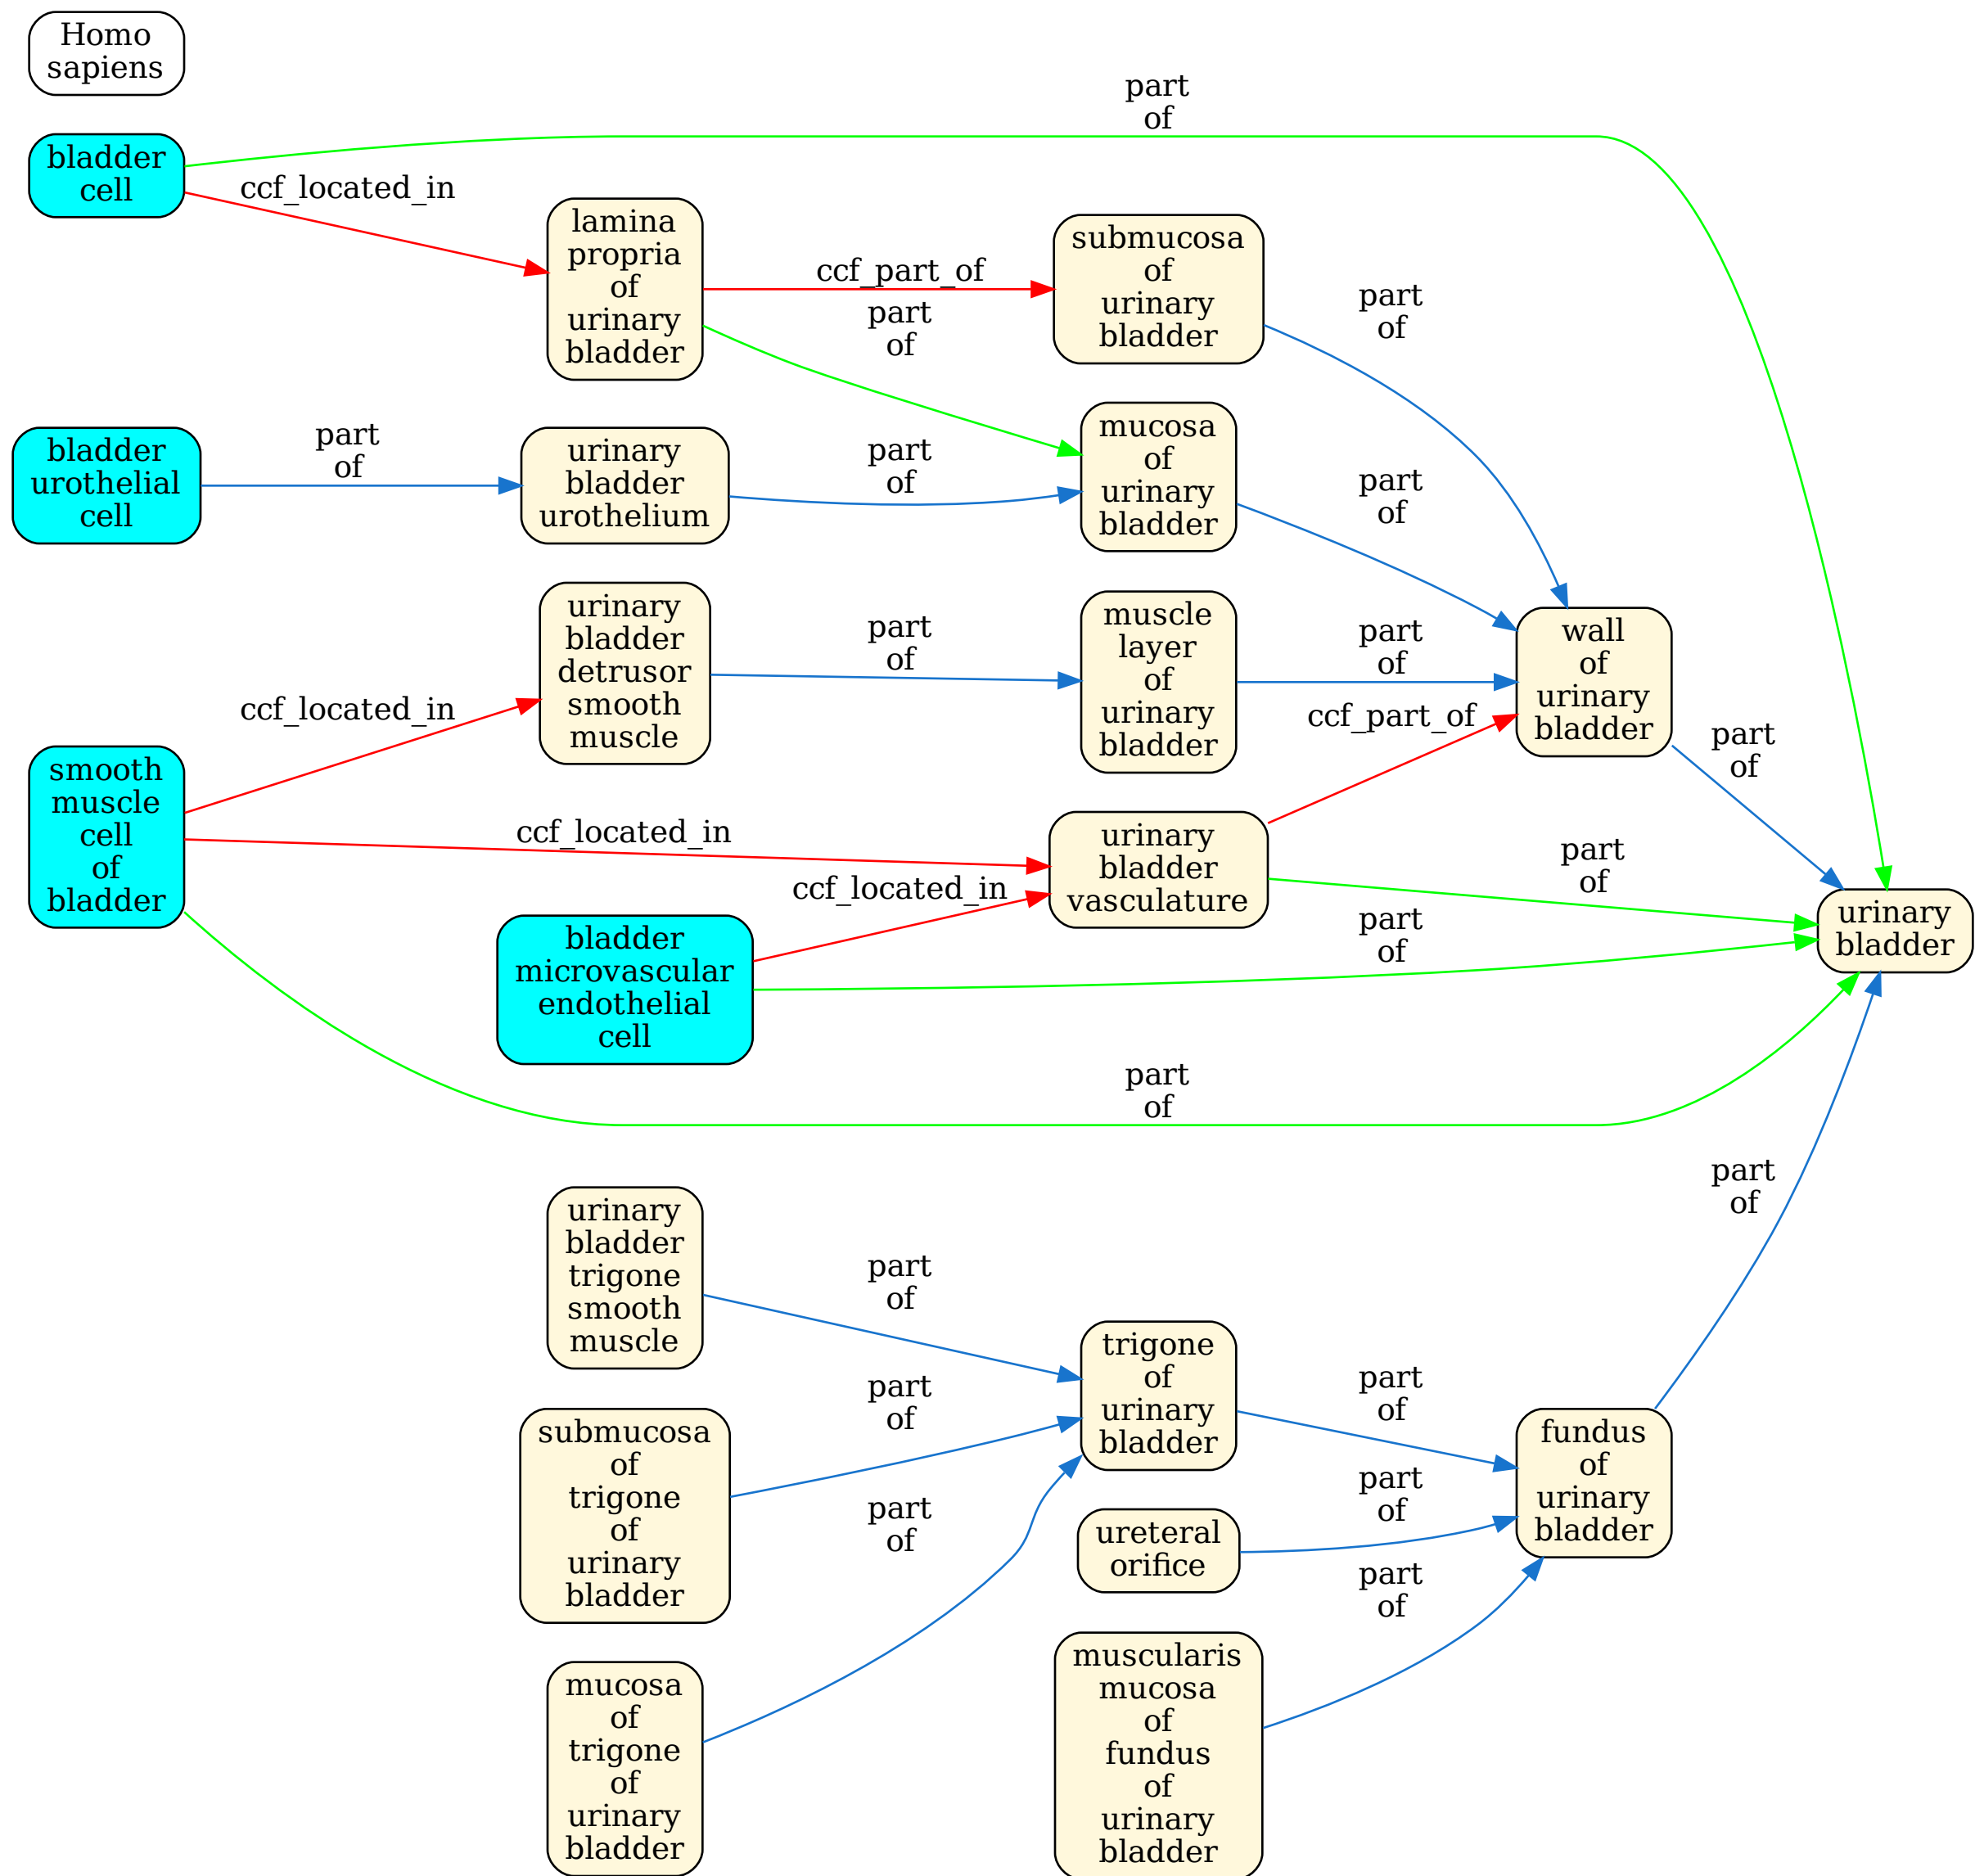 Homo
sapiens
bladder
cell
part
of
ccf_located_in
lamina
propria
of
urinary
bladder
ccf_part_of
part
of
submucosa
of
urinary
bladder
part
of
bladder
urothelial
cell
part
of
urinary
bladder
urothelium
part
of
mucosa
of
urinary
bladder
part
of
urinary
bladder
detrusor
smooth
muscle
part
of
muscle
layer
of
urinary
bladder
part
of
wall
of
urinary
bladder
part
of
smooth
muscle
cell
of
bladder
ccf_located_in
ccf_located_in
ccf_part_of
urinary
bladder
vasculature
part
of
ccf_located_in
bladder
microvascular
endothelial
cell
part
of
urinary
bladder
part
of
urinary
bladder
trigone
smooth
muscle
part
of
part
of
submucosa
of
trigone
of
urinary
bladder
part
of
trigone
of
urinary
bladder
part
of
fundus
of
urinary
bladder
part
of
ureteral
orifice
part
of
mucosa
of
trigone
of
urinary
bladder
muscularis
mucosa
of
fundus
of
urinary
bladder
part
of